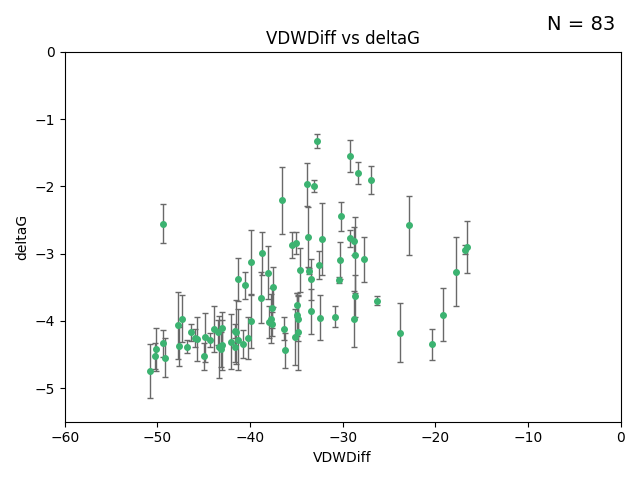 N = 83
VDWDiff vs deltaG
0
−1
−2
−3
−4
−5
deltaG
−60 −50 −40 −30 −20 −10 0
VDWDiff